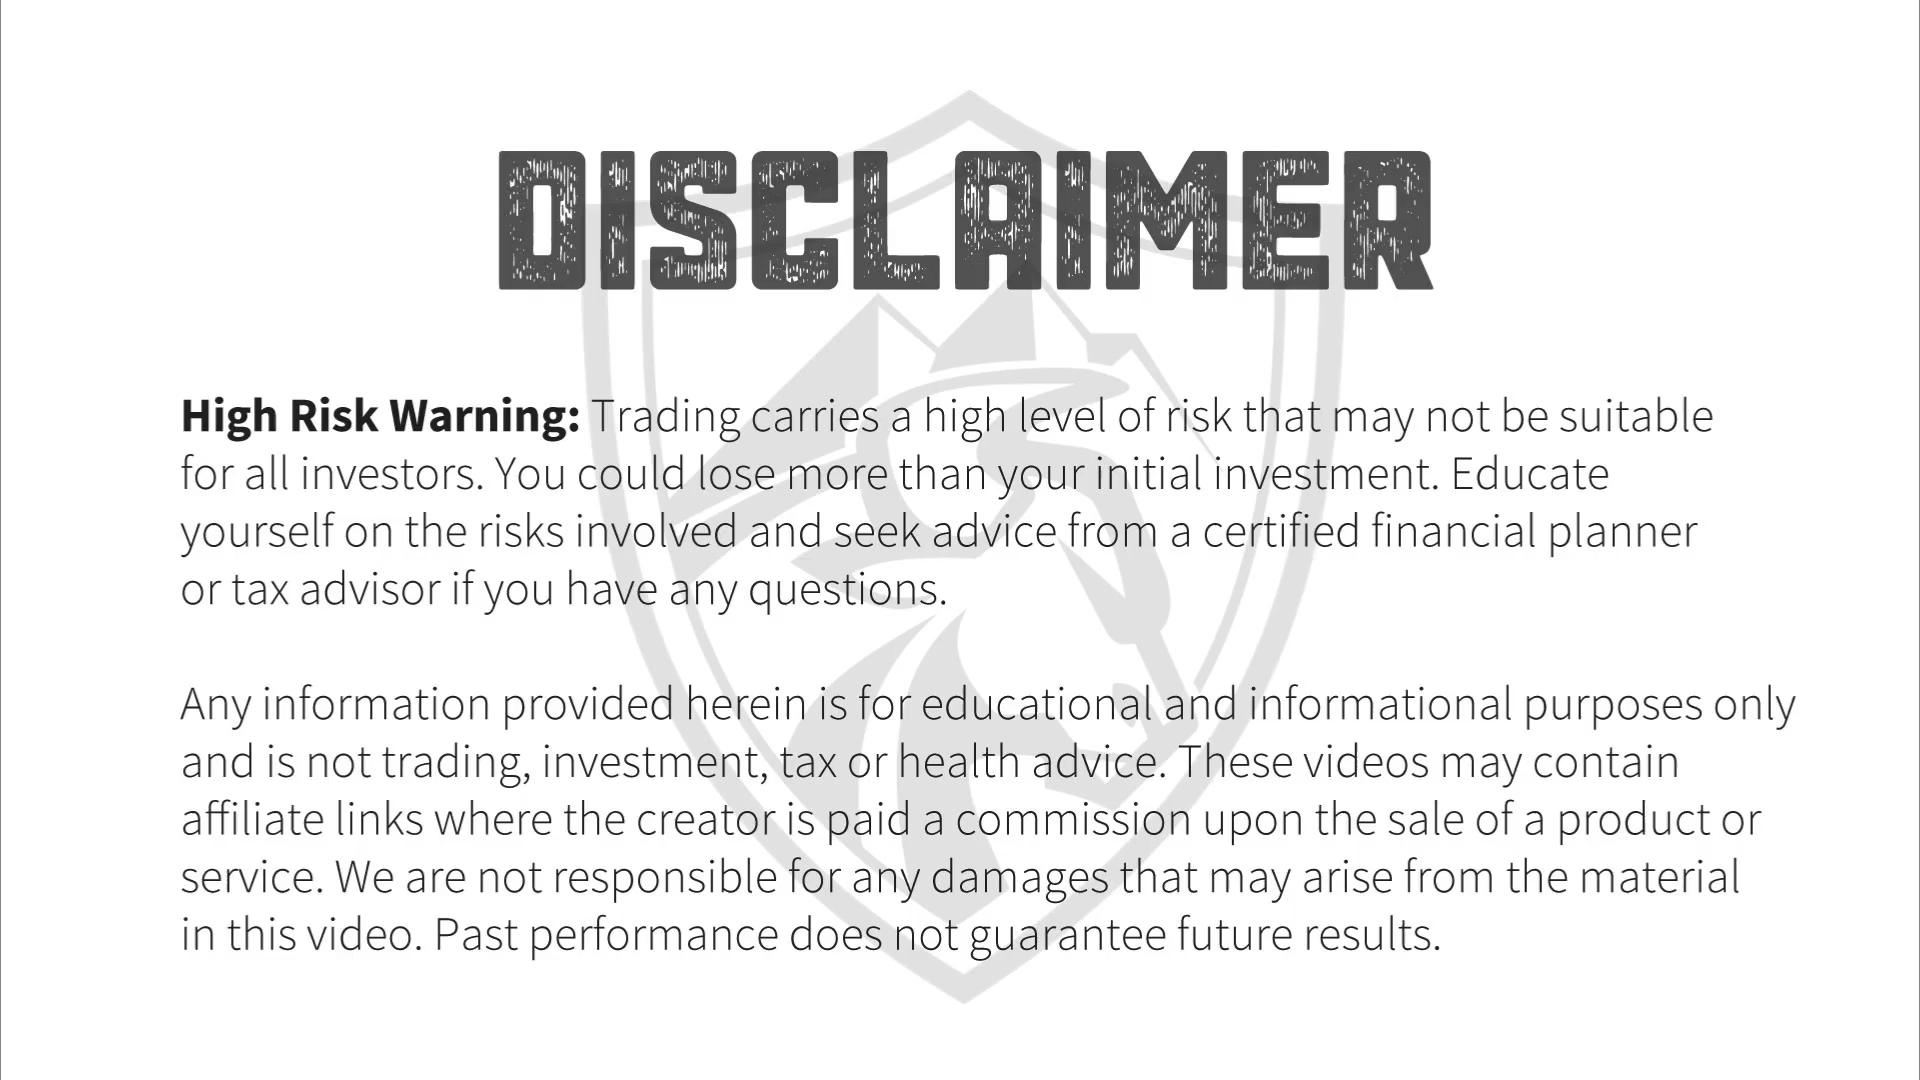 DISCLAIMER
High Risk Warning: Trading carries a high level of risk that may not be suitable
for all investors. You could lose more than your initial investment. Educate
yourself on the risks involved and seek advice from a certified financial planner
or tax advisor if you have any questions.
Any information provided herein is for educational and informational purposes only
and is not trading, investment, tax or health advice. These videos may contain
affiliate links where the creator is paid a commission upon the sale of a product or
service. We are not responsible for any damages that may arise from the material
in this video. Past performance does not guarantee future results.